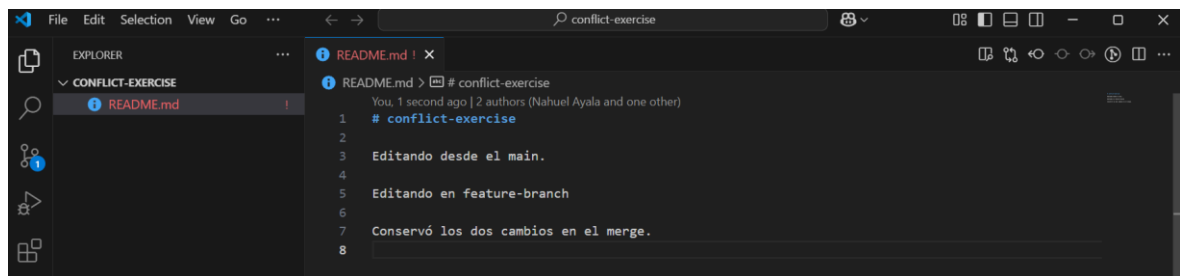 File Edit Selection View Go ···
conflict-exercise
EXPLORER ···
CONFLICT-EXERCISE
README.md !
1
README.md ! ×
README.md > # conflict-exercise
You, 1 second ago | 2 authors (Nahuel Ayala and one other)
1 # conflict-exercise
2
3 Editando desde el main.
4
5 Editando en feature-branch
6
7 Conservó los dos cambios en el merge.
8